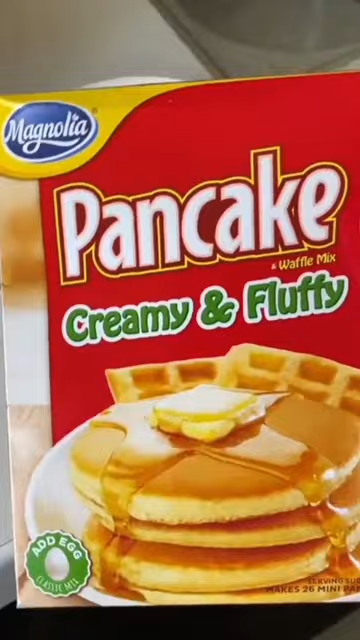 Magnolia
Pancake
& Waffle Mix
Creamy & Fluffy
ADD EGG
CLASSIC MIX
SERVING
MAKES 26 MINI